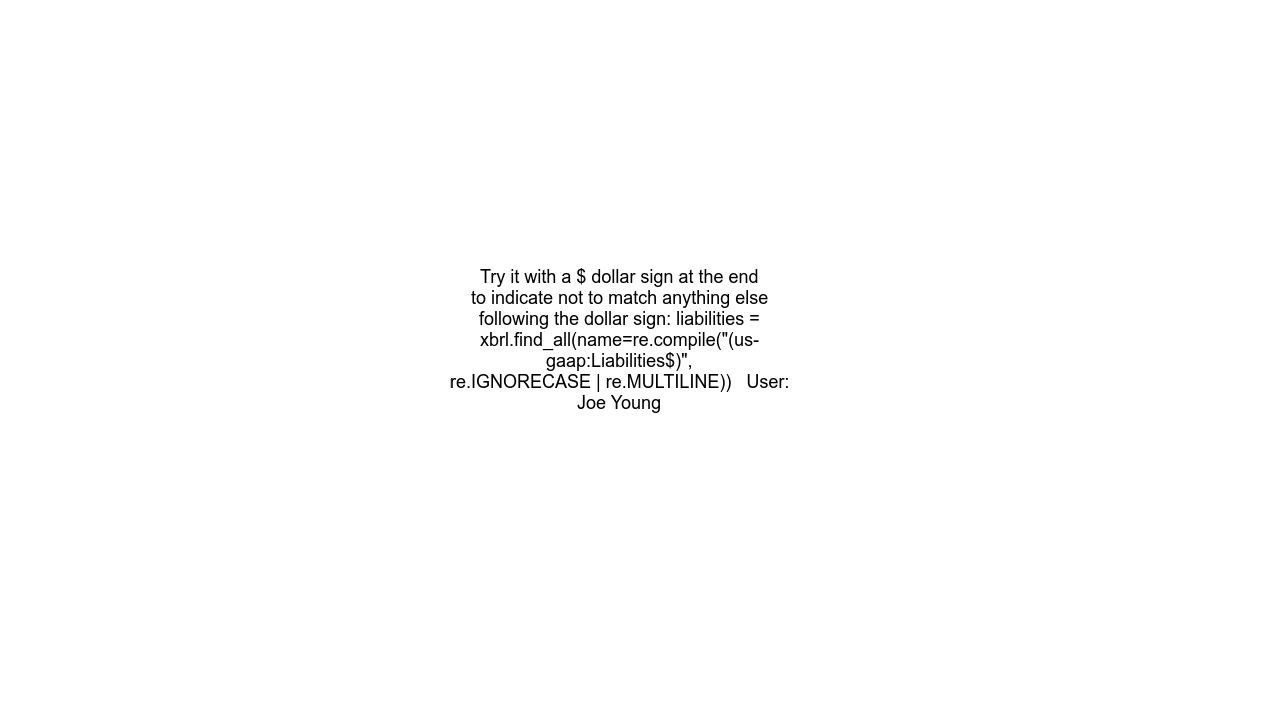 Try it with a $ dollar sign at the end
to indicate not to match anything else
following the dollar sign: liabilities =
xbrl.find_all(name=re.compile("(us-
gaap:Liabilities$)",
re.IGNORECASE | re.MULTILINE))   User:
Joe Young